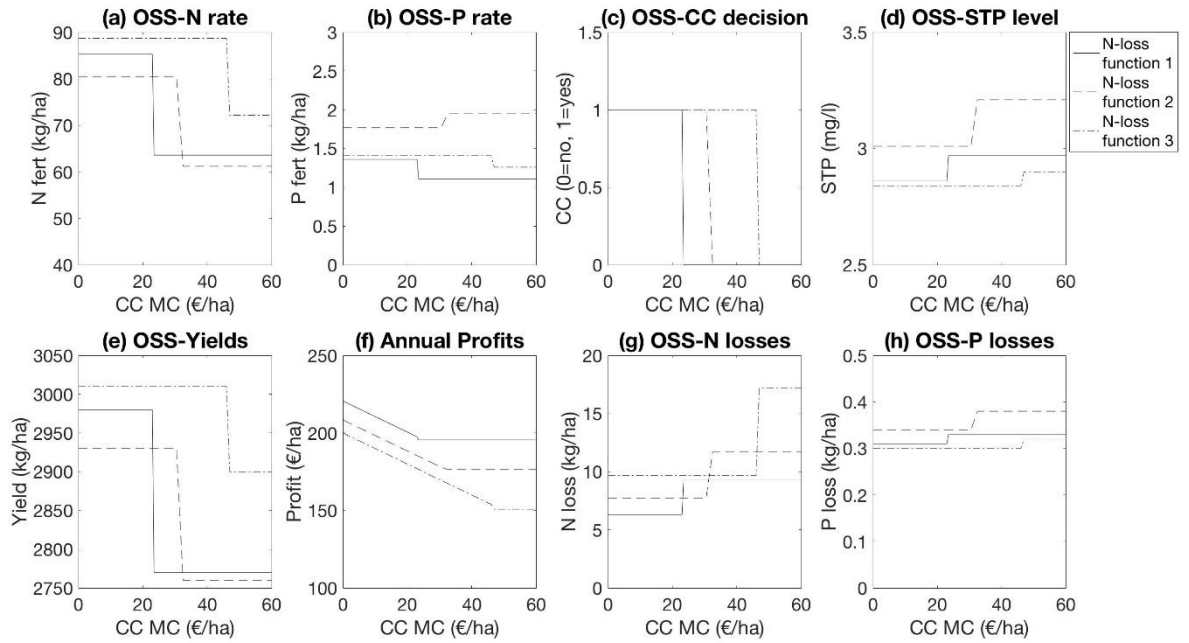 (a) OSS-N rate
N fert (kg/ha)
90
80
70
60
50
40
0
20
40
60
CC MC (€/ha)
(b) OSS-P rate
P fert (kg/ha)
3
2.5
2
1.5
1
0.5
0
0
20
40
60
CC MC (€/ha)
(c) OSS-CC decision
CC (0=no, 1=yes)
1.5
1
0.5
0
0
20
40
60
CC MC (€/ha)
(d) OSS-STP level
STP (mg/l)
3.5
3
2.5
0
20
40
60
CC MC (€/ha)
N-loss
function 1
N-loss
function 2
N-loss
function 3
(e) OSS-Yields
Yield (kg/ha)
3050
3000
2950
2900
2850
2800
2750
0
20
40
60
CC MC (€/ha)
(f) Annual Profits
Profit (€/ha)
250
200
150
100
0
20
40
60
CC MC (€/ha)
(g) OSS-N losses
N loss (kg/ha)
20
15
10
5
0
0
20
40
60
CC MC (€/ha)
(h) OSS-P losses
P loss (kg/ha)
0.5
0.4
0.3
0.2
0.1
0
0
20
40
60
CC MC (€/ha)